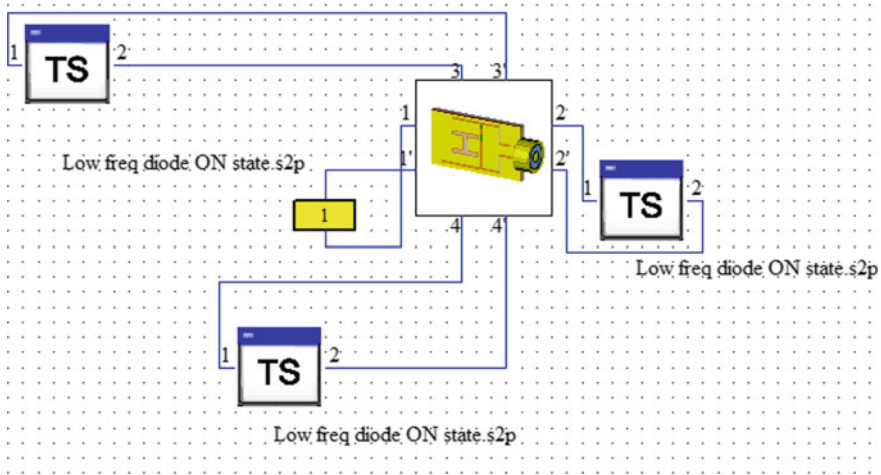 3 3'
1 TS 2
1 2
Low freq diode ON state.s2p
1' 2'
1 TS 2
1
4 4'
Low freq diode ON state.s2p
1 TS 2
Low freq diode ON state.s2p